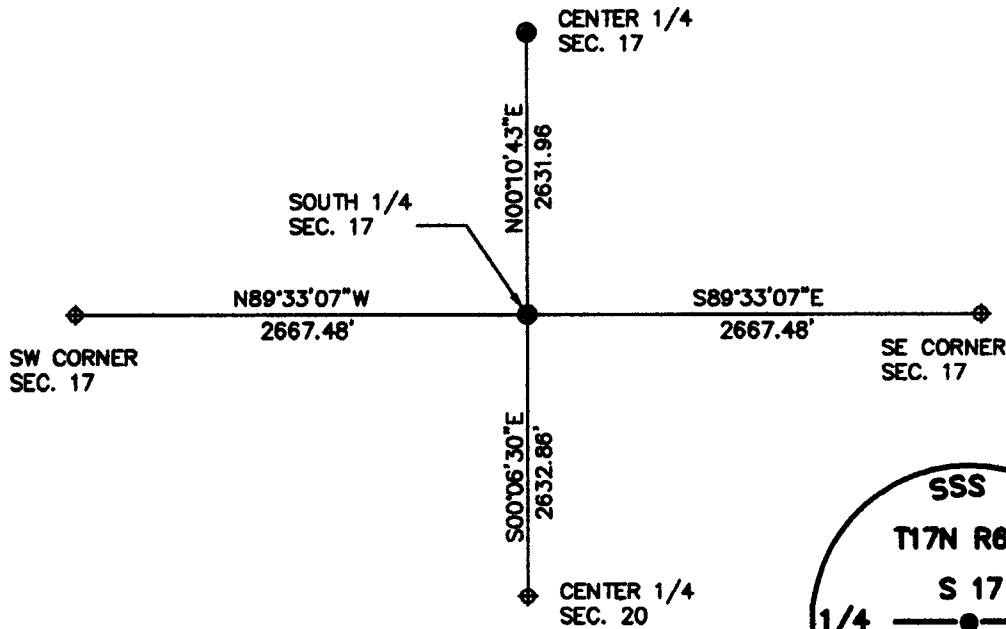 CENTER 1/4
SEC. 17
N00°10'43"E
2631.96
SOUTH 1/4
SEC. 17
N89°33'07"W
2667.48'
S89°33'07"E
2667.48'
SW CORNER
SEC. 17
SE CORNER
SEC. 17
S00°06'30"E
2632.86'
CENTER 1/4
SEC. 20
SSS
T17N R6
S 17
1/4